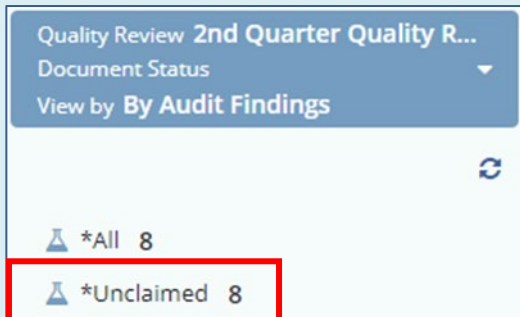 Quality Review 2nd Quarter Quality R...
Document Status
View by By Audit Findings
*All 8
*Unclaimed 8